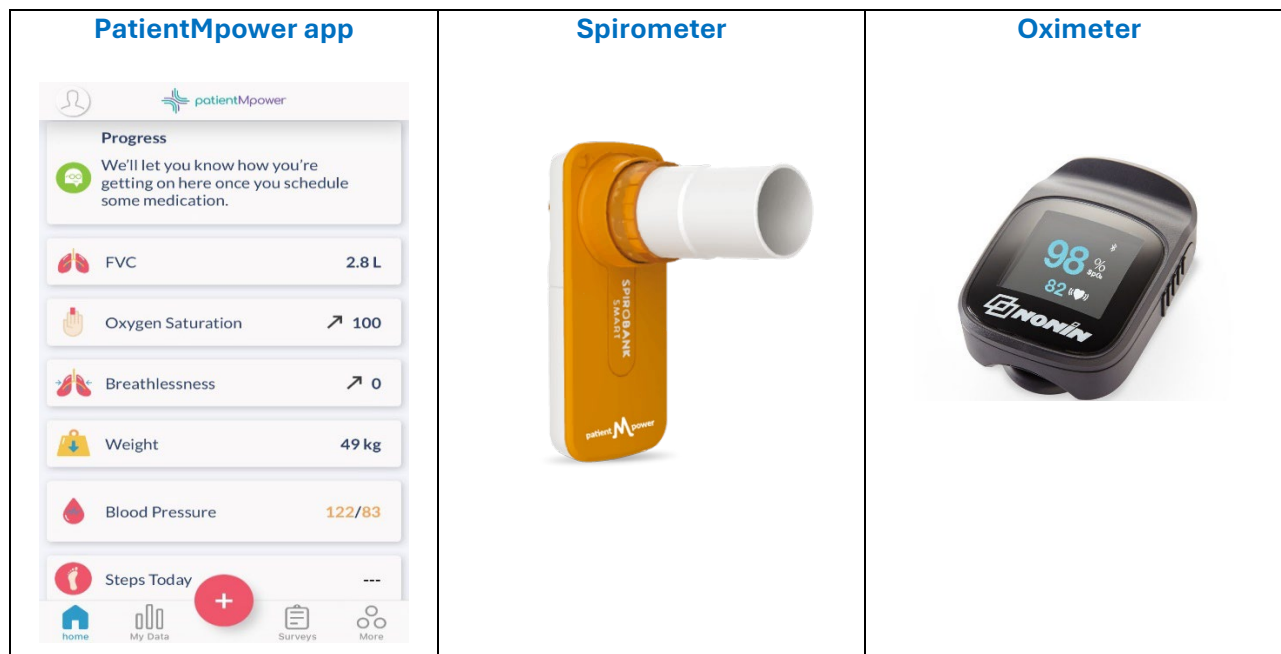 PatientMpower app
patientMpower
Progress
We'll let you know how you're
getting on here once you schedule
some medication.
FVC 2.8 L
Oxygen Saturation ↗ 100
Breathlessness ↗ 0
Weight 49 kg
Blood Pressure 122/83
Steps Today ---
+
home My Data Surveys More
Spirometer
SPIROBANK
SMART
patient M power
Oximeter
98 %
SpO₂
82
NONIN